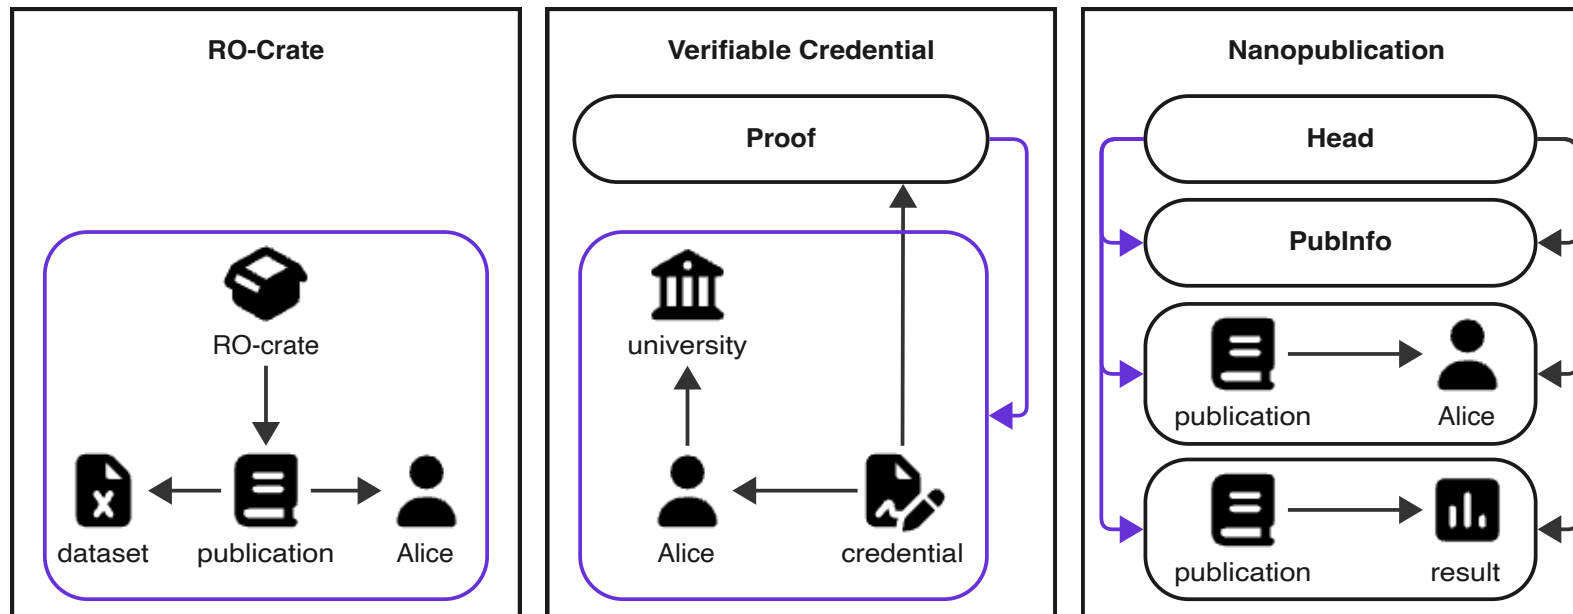 RO-Crate
RO-crate
dataset
publication
Alice
Verifiable Credential
Proof
university
Alice
credential
Nanopublication
Head
PubInfo
publication
Alice
publication
result